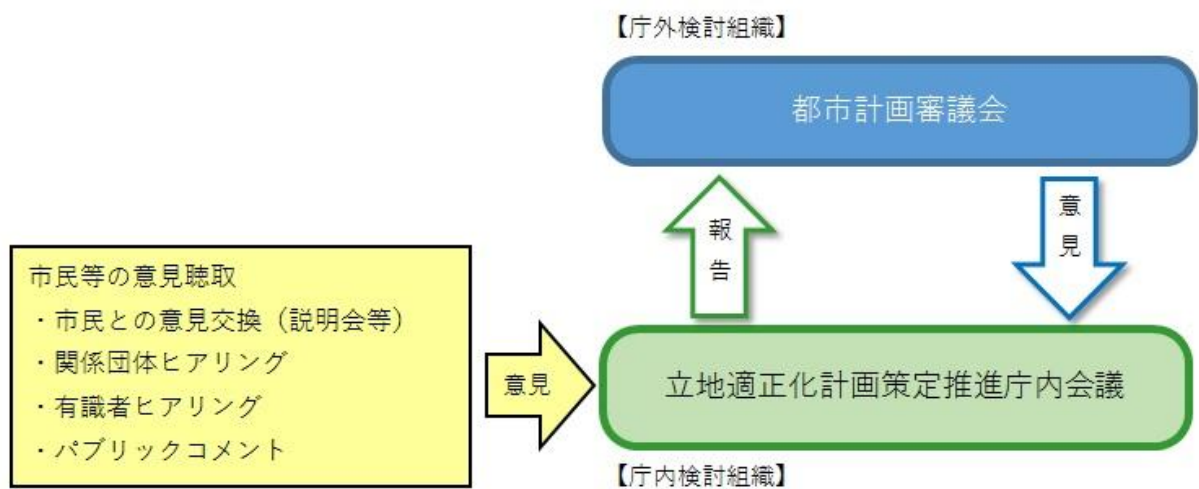 【庁外検討組織】
都市計画審議会
報告
意見
市民等の意見聴取
・市民との意見交換（説明会等）
・関係団体ヒアリング
・有識者ヒアリング
・パブリックコメント
意見
立地適正化計画策定推進庁内会議
【庁内検討組織】